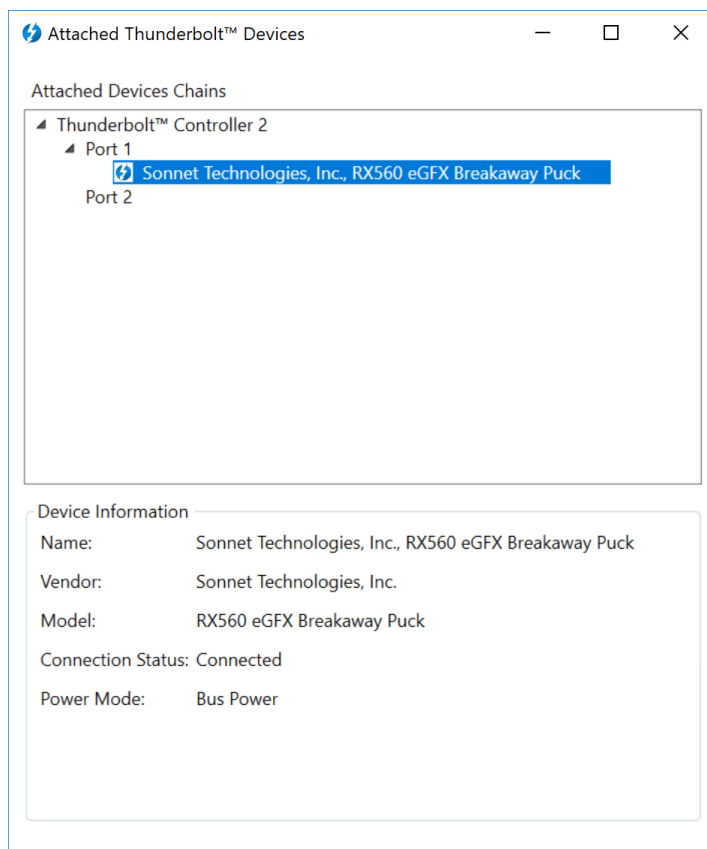 Attached Thunderbolt™ Devices
Attached Devices Chains
Thunderbolt™ Controller 2
Port 1
Sonnet Technologies, Inc., RX560 eGFX Breakaway Puck
Port 2
Device Information
Name: Sonnet Technologies, Inc., RX560 eGFX Breakaway Puck
Vendor: Sonnet Technologies, Inc.
Model: RX560 eGFX Breakaway Puck
Connection Status: Connected
Power Mode: Bus Power